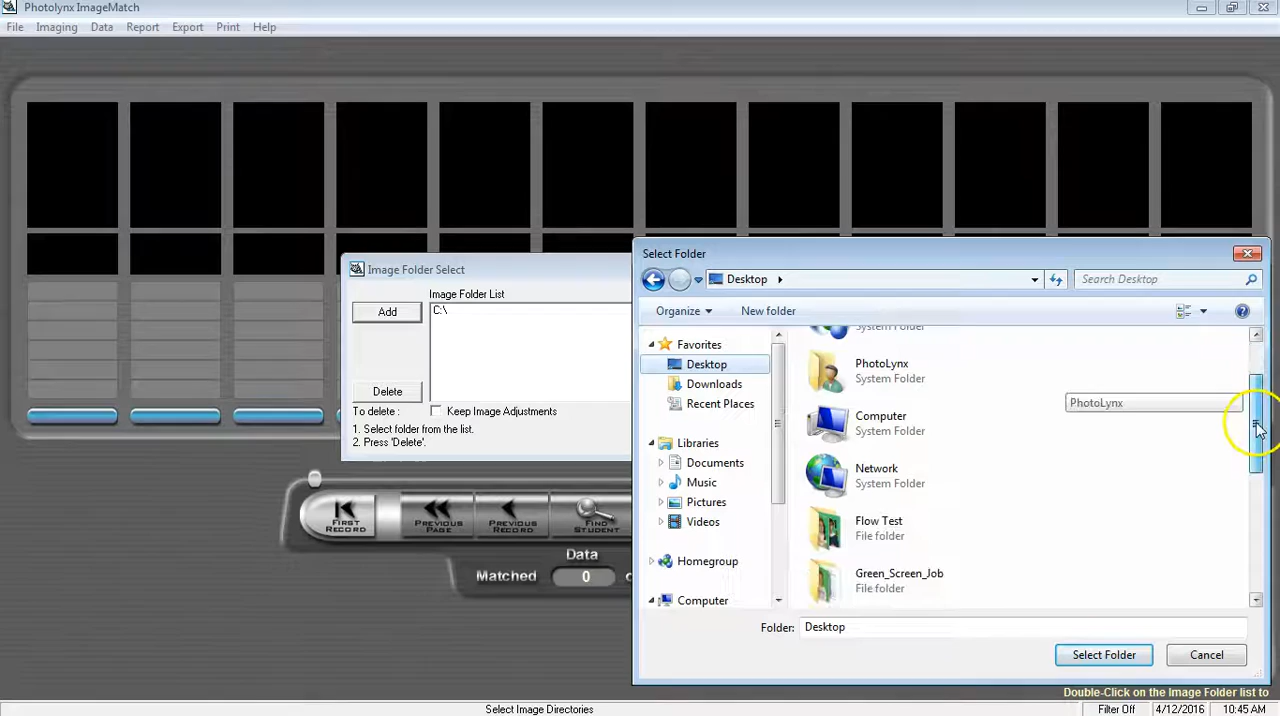 Photolynx ImageMatch
File Imaging Data Report Export Print Help
Image Folder Select
Image Folder List
Add
C:\
Delete
To delete :
Keep Image Adjustments
1. Select folder from the list.
2. Press 'Delete'.
FIRST RECORD
PREVIOUS PAGE
PREVIOUS RECORD
FIND STUDENT
Data
Matched 0
Select Folder
Desktop
Search Desktop
Organize New folder
Favorites
Desktop
Downloads
Recent Places
Libraries
Documents
Music
Pictures
Videos
Homegroup
Computer
System Folder
PhotoLynx
System Folder
PhotoLynx
Computer
System Folder
Network
System Folder
Flow Test
File folder
Green_Screen_Job
File folder
Folder: Desktop
Select Folder Cancel
Double-Click on the Image Folder list to
Select Image Directories Filter Off 4/12/2016 10:45 AM